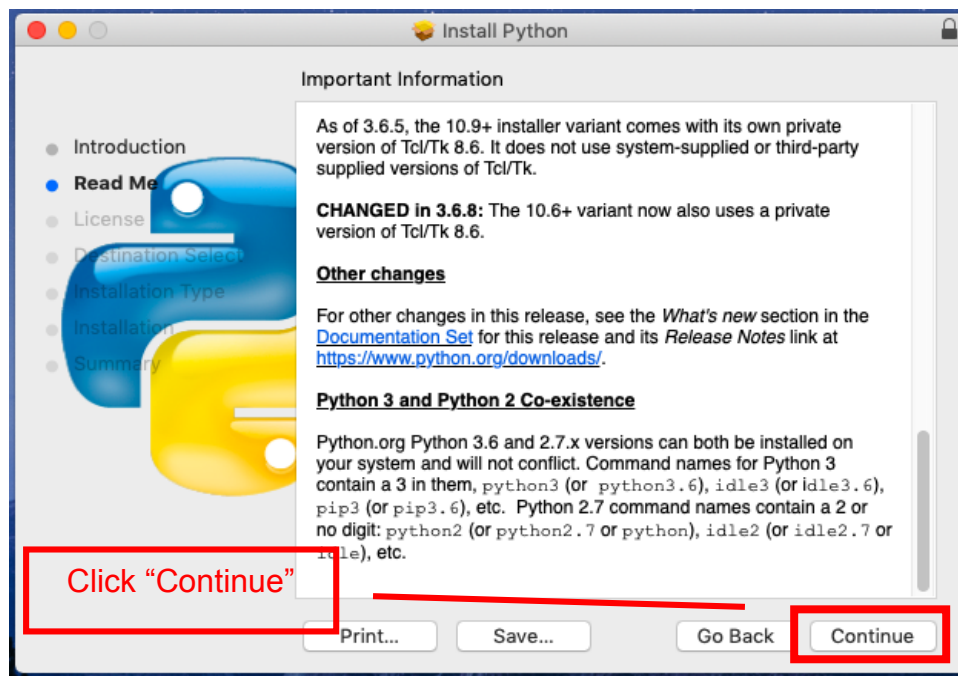 Install Python
Important Information
Introduction
Read Me
License
Destination Select
Installation Type
Installation
Summary
As of 3.6.5, the 10.9+ installer variant comes with its own private
version of Tcl/Tk 8.6. It does not use system-supplied or third-party
supplied versions of Tcl/Tk.
CHANGED in 3.6.8: The 10.6+ variant now also uses a private
version of Tcl/Tk 8.6.
Other changes
For other changes in this release, see the What's new section in the
Documentation Set for this release and its Release Notes link at
https://www.python.org/downloads/.
Python 3 and Python 2 Co-existence
Python.org Python 3.6 and 2.7.x versions can both be installed on
your system and will not conflict. Command names for Python 3
contain a 3 in them, python3 (or python3.6), idle3 (or idle3.6),
pip3 (or pip3.6), etc. Python 2.7 command names contain a 2 or
no digit: python2 (or python2.7 or python), idle2 (or idle2.7 or
idle), etc.
Click “Continue”
Print...
Save...
Go Back
Continue